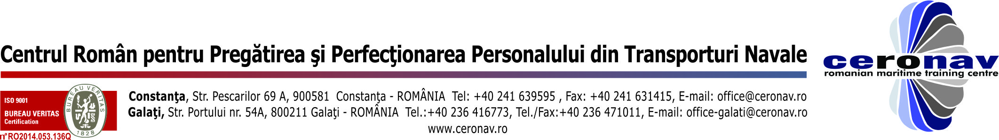 Centrul Român pentru Pregătirea şi Perfecţionarea Personalului din Transporturi Navale
ceronav
romanian maritime training centre
ISO 9001
BUREAU VERITAS
Certification
BUREAU VERITAS
1828
n°RO2014.053.136Q
Constanţa, Str. Pescarilor 69 A, 900581 Constanţa - ROMÂNIA Tel: +40 241 639595 , Fax: +40 241 631415, E-mail: office@ceronav.ro
Galaţi, Str. Portului nr. 54A, 800211 Galaţi - ROMÂNIA Tel.:+40 236 416773, Tel./Fax:+40 236 471011, E-mail: office-galati@ceronav.ro
www.ceronav.ro